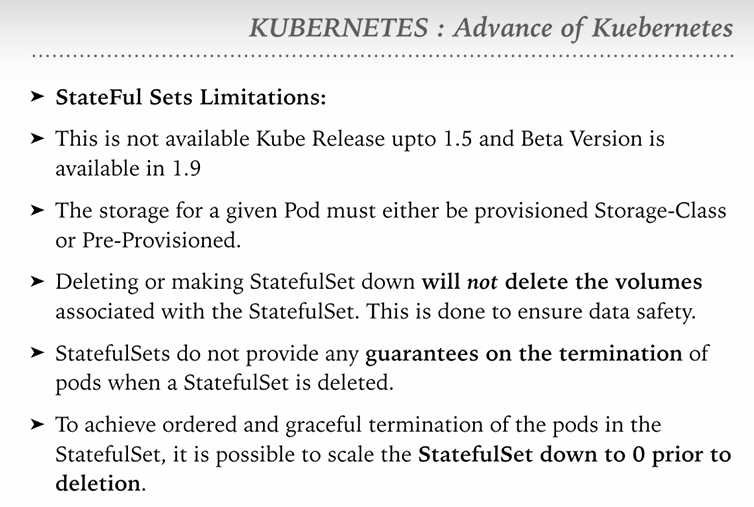 KUBERNETES : Advance of Kuebernetes
➤ StateFul Sets Limitations:
➤ This is not available Kube Release upto 1.5 and Beta Version is
available in 1.9
➤ The storage for a given Pod must either be provisioned Storage-Class
or Pre-Provisioned.
➤ Deleting or making StatefulSet down will not delete the volumes
associated with the StatefulSet. This is done to ensure data safety.
➤ StatefulSets do not provide any guarantees on the termination of
pods when a StatefulSet is deleted.
➤ To achieve ordered and graceful termination of the pods in the
StatefulSet, it is possible to scale the StatefulSet down to 0 prior to
deletion.